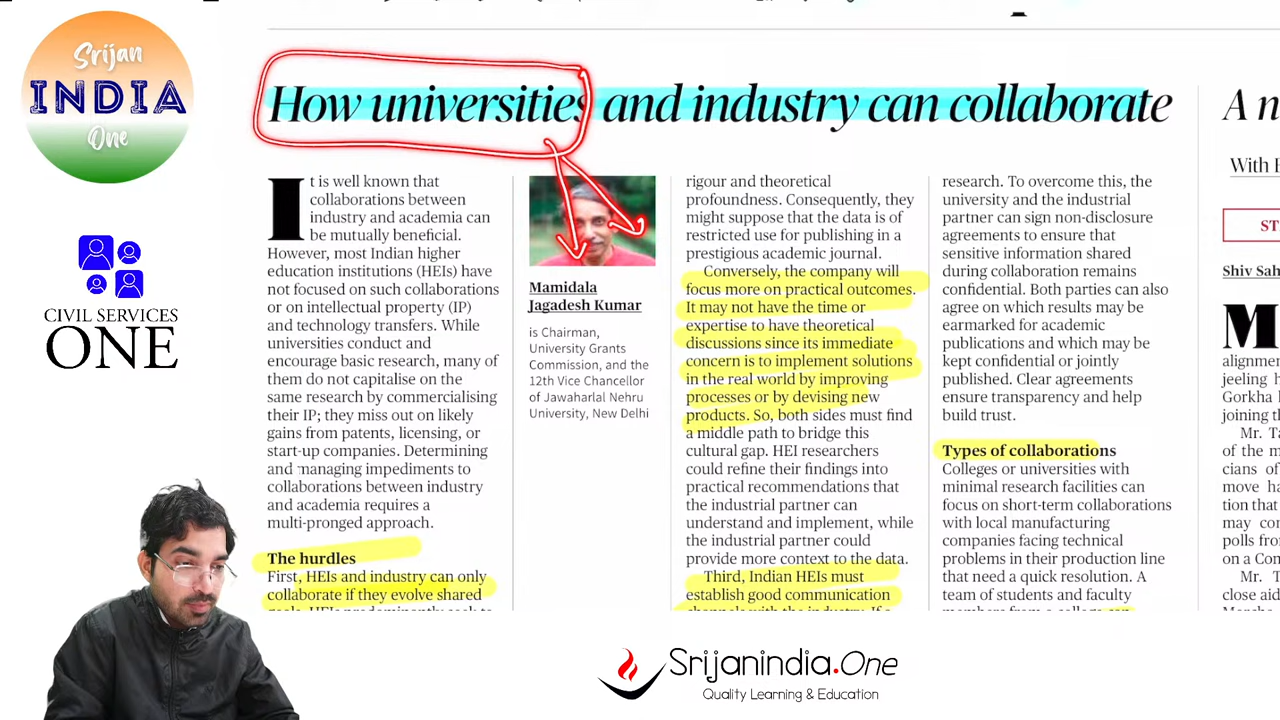 Srijan
INDIA
One
CIVIL SERVICES
ONE
How universities and industry can collaborate
It is well known that
collaborations between
industry and academia can
be mutually beneficial.
However, most Indian higher
education institutions (HEIs) have
not focused on such collaborations
or on intellectual property (IP)
and technology transfers. While
universities conduct and
encourage basic research, many of
them do not capitalise on the
same research by commercialising
their IP; they miss out on likely
gains from patents, licensing, or
start-up companies. Determining
and managing impediments to
collaborations between industry
and academia requires a
multi-pronged approach.
The hurdles
First, HEIs and industry can only
collaborate if they evolve shared
Mamidala
Jagadesh Kumar
is Chairman,
University Grants
Commission, and the
12th Vice Chancellor
of Jawaharlal Nehru
University, New Delhi
rigour and theoretical
profoundness. Consequently, they
might suppose that the data is of
restricted use for publishing in a
prestigious academic journal.
Conversely, the company will
focus more on practical outcomes.
It may not have the time or
expertise to have theoretical
discussions since its immediate
concern is to implement solutions
in the real world by improving
processes or by devising new
products. So, both sides must find
a middle path to bridge this
cultural gap. HEI researchers
could refine their findings into
practical recommendations that
the industrial partner can
understand and implement, while
the industrial partner could
provide more context to the data.
Third, Indian HEIs must
establish good communication
research. To overcome this, the
university and the industrial
partner can sign non-disclosure
agreements to ensure that
sensitive information shared
during collaboration remains
confidential. Both parties can also
agree on which results may be
earmarked for academic
publications and which may be
kept confidential or jointly
published. Clear agreements
ensure transparency and help
build trust.
Types of collaborations
Colleges or universities with
minimal research facilities can
focus on short-term collaborations
with local manufacturing
companies facing technical
problems in their production line
that need a quick resolution. A
team of students and faculty
A n
With
ST
Shiv Sah
M
alignmen
jeeling h
Gorkha
joining th
Mr. Ta
of the m
cians of
move ha
tion that
may con
polls fro
on a Con
Mr. T
close aid
Srijanindia.One
Quality Learning & Education